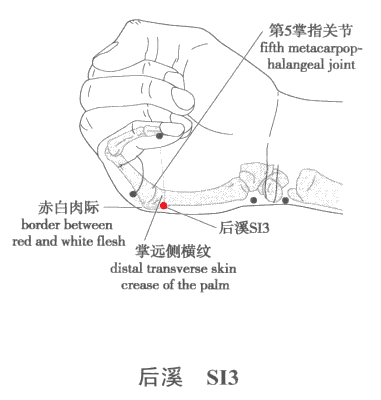 第5掌指关节
fifth metacarpop-
halangeal joint
赤白肉际
border between
red and white flesh
后溪SI3
掌远侧横纹
distal transverse skin
crease of the palm
后溪 SI3